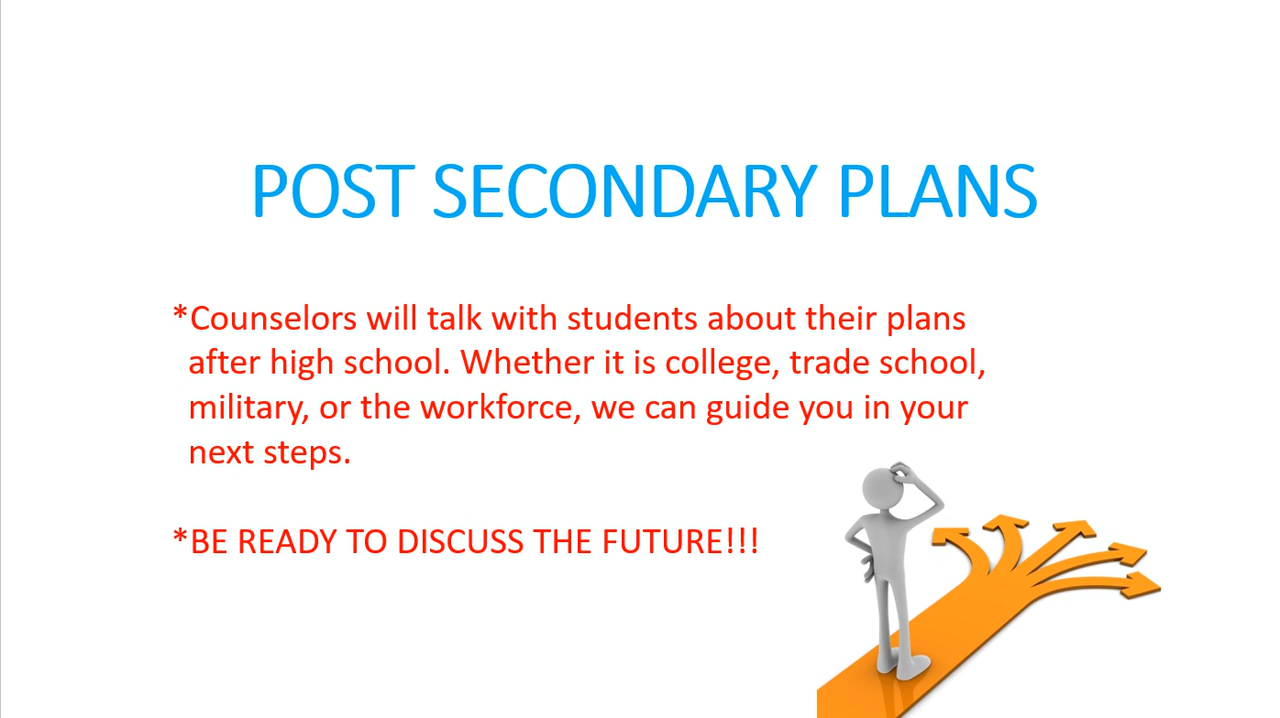 POST SECONDARY PLANS
*Counselors will talk with students about their plans
after high school. Whether it is college, trade school,
military, or the workforce, we can guide you in your
next steps.
*BE READY TO DISCUSS THE FUTURE!!!